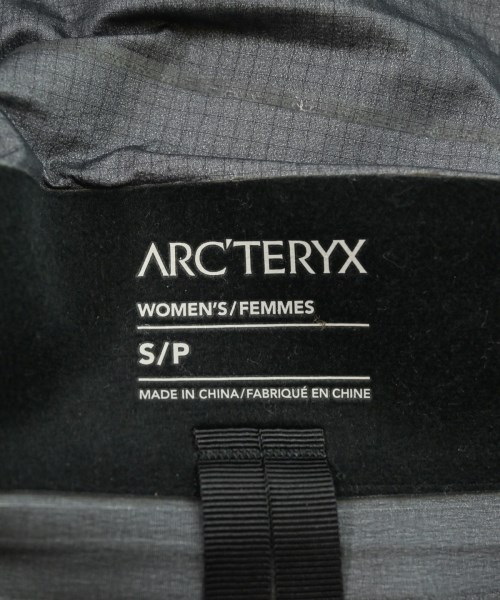 ARC'TERYX
WOMEN'S/FEMMES
S/P
MADE IN CHINA/FABRIQUÉ EN CHINE